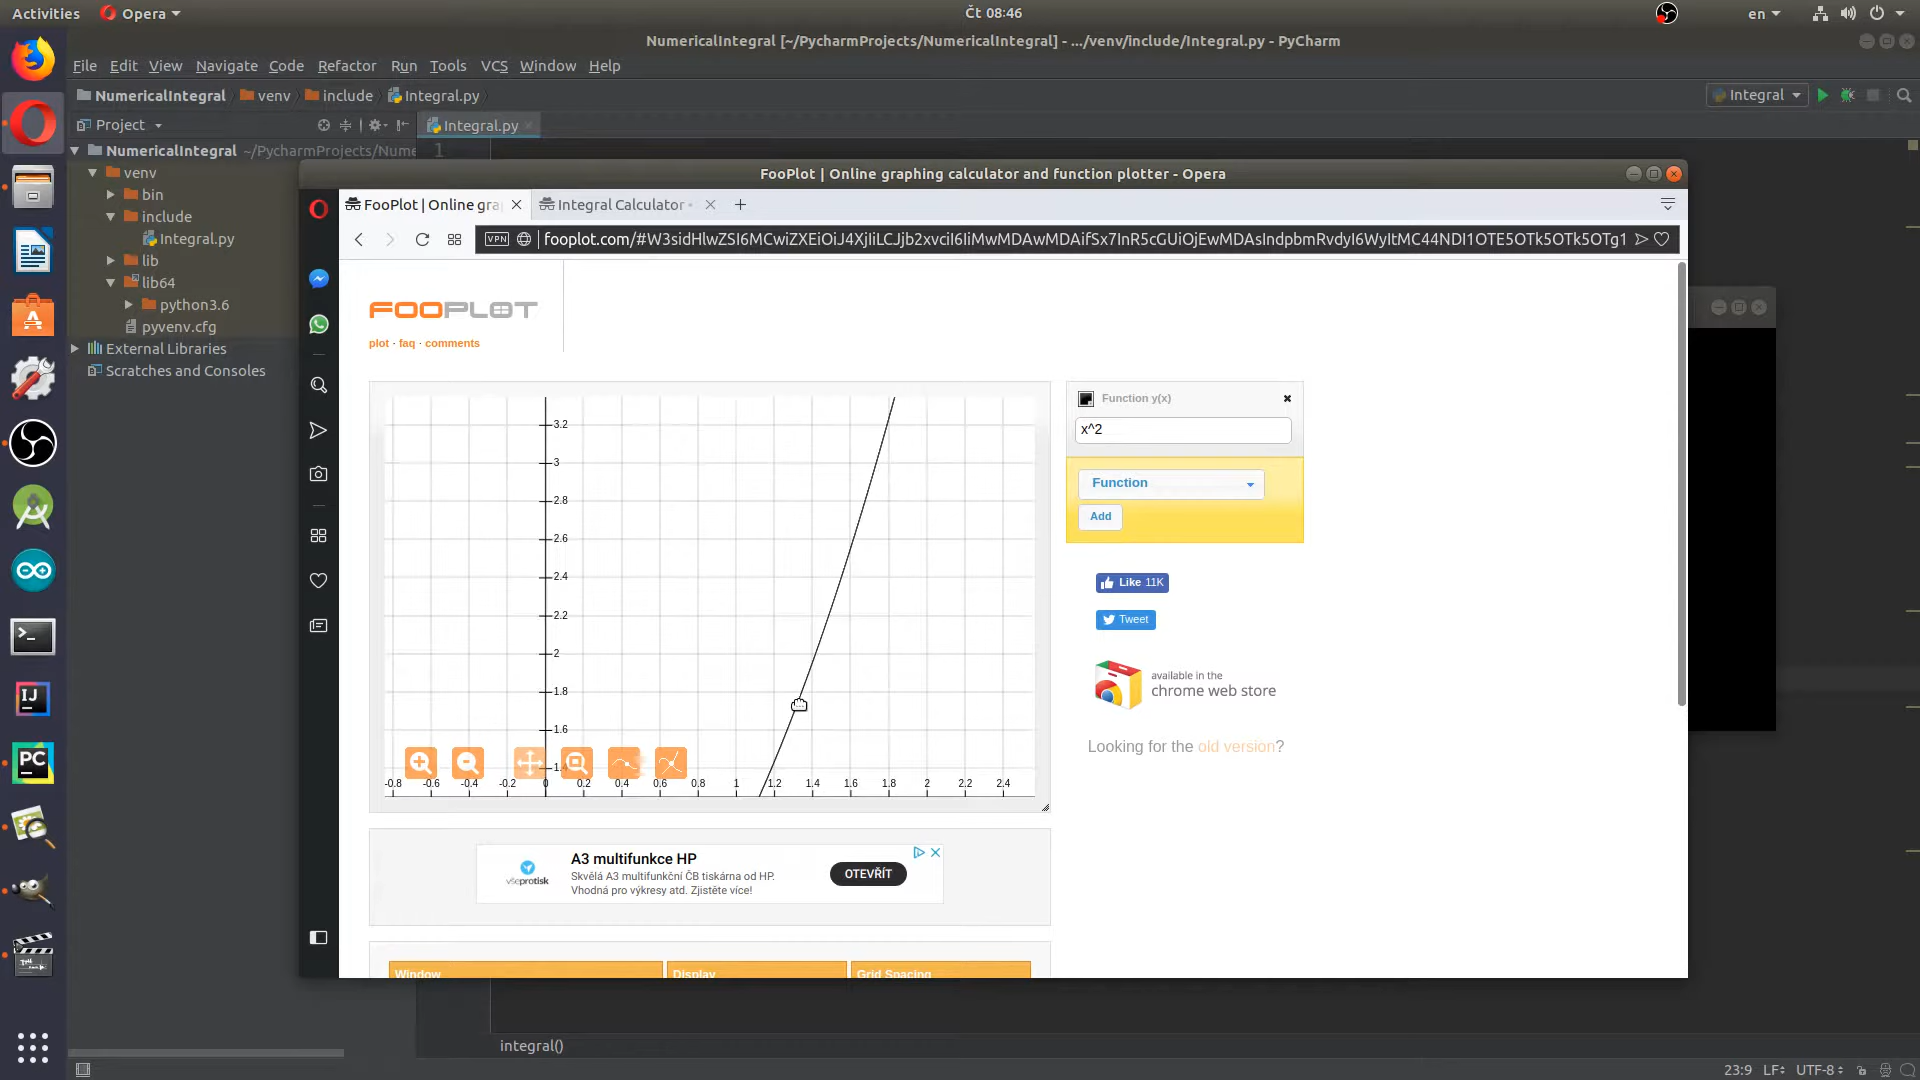 Activities
Opera
Čt 08:46
en
NumericalIntegral [~/PycharmProjects/NumericalIntegral] - .../venv/include/Integral.py - PyCharm
File Edit View Navigate Code Refactor Run Tools VCS Window Help
NumericalIntegral venv include Integral.py
Integral
Project
Integral.py
NumericalIntegral ~/PycharmProjects/Nume
1
venv
bin
include
Integral.py
lib
lib64
python3.6
pyvenv.cfg
External Libraries
Scratches and Consoles
FooPlot | Online graphing calculator and function plotter - Opera
FooPlot | Online gra
Integral Calculator
VPN
fooplot.com/#W3sidHlwZSI6MCwiZXEiOiJ4XjIiLCJjb2xvciI6IiMwMDAwMDAifSx7InR5cGUiOjEwMDAsIndpbmRvdyI6WyItMC44NDI1OTE5OTk5OTk5OTg1
FOOPLOT
plot · faq · comments
3.2
3
2.8
2.6
2.4
2.2
2
1.8
1.6
-0.8 -0.6 -0.4 -0.2 0 0.2 0.4 0.6 0.8 1 1.2 1.4 1.6 1.8 2 2.2 2.4
Function y(x)
x^2
Function
Add
Like 11K
Tweet
available in the
chrome web store
Looking for the old version?
A3 multifunkce HP
Skvělá A3 multifunkční ČB tiskárna od HP.
Vhodná pro výkresy atd. Zjistěte více!
OTEVŘÍT
všeprotisk
Window
Display
Grid Spacing
IJ
PC
integral()
23:9 LF UTF-8